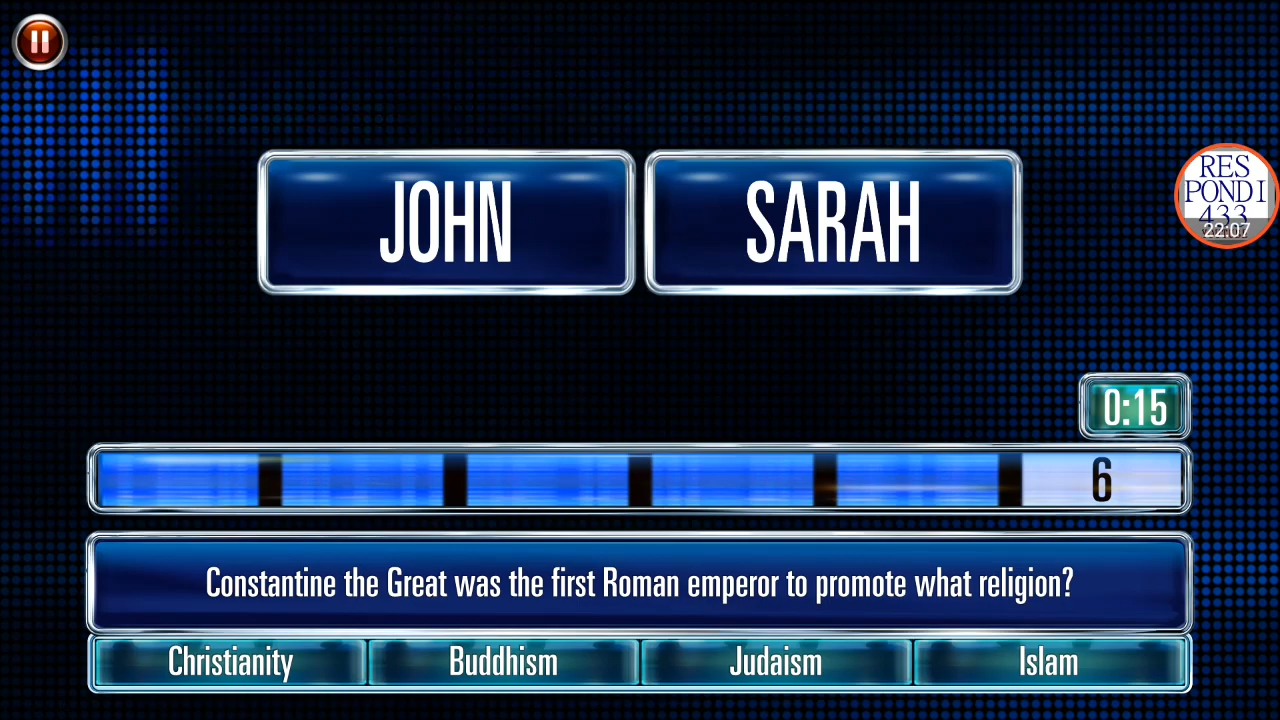 JOHN
SARAH
RES
PONDI
433
22:07
0:15
6
Constantine the Great was the first Roman emperor to promote what religion?
Christianity
Buddhism
Judaism
Islam